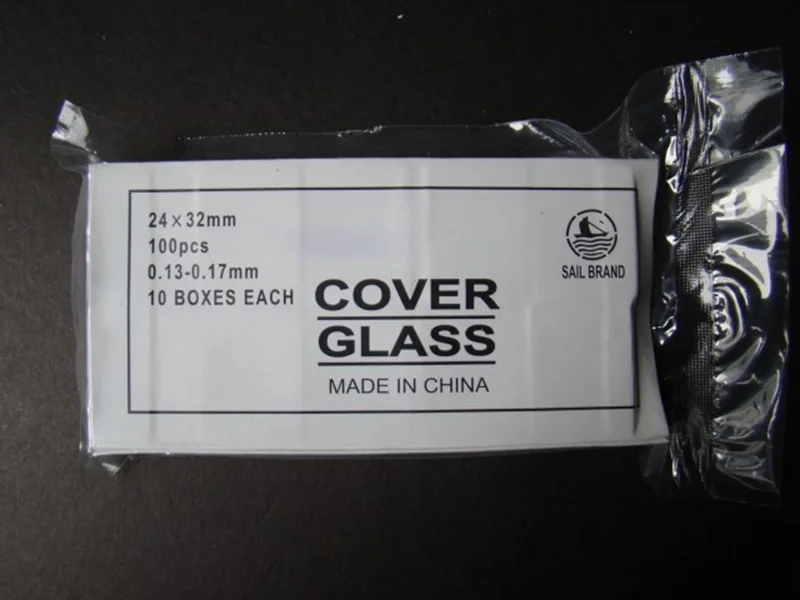 24×32mm
100pcs
0.13-0.17mm
10 BOXES EACH
COVER
GLASS
MADE IN CHINA
SAIL BRAND